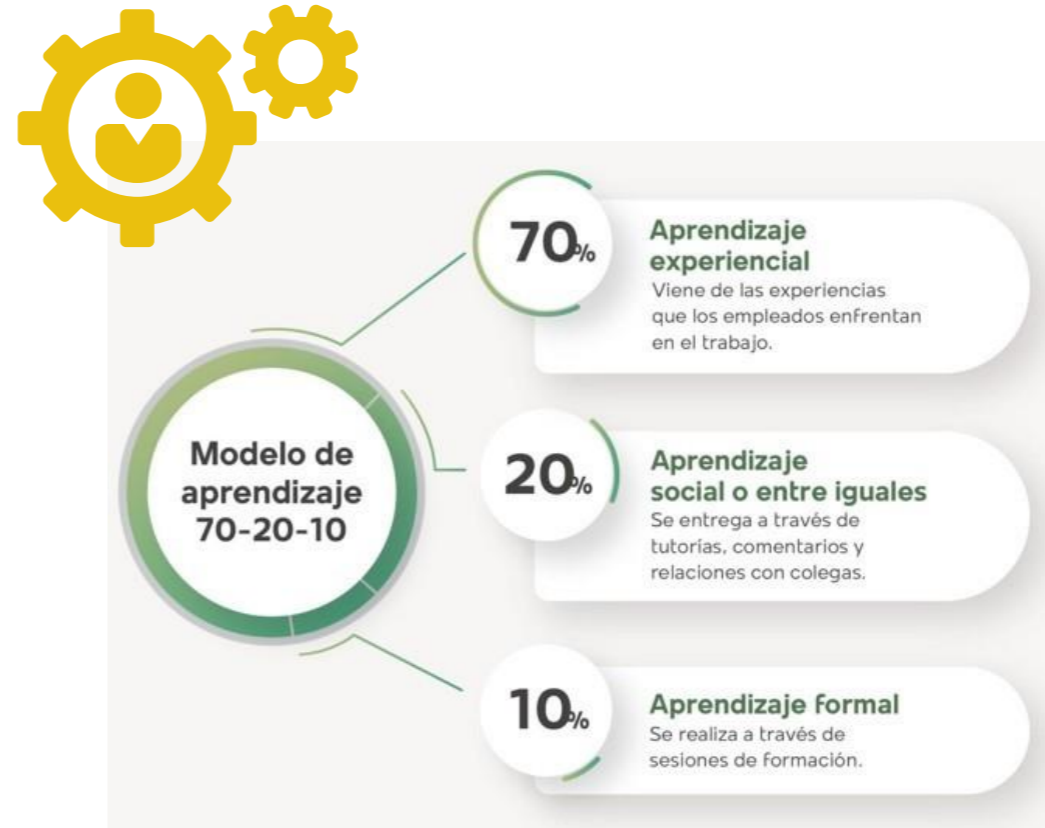 Modelo de
aprendizaje
70-20-10
70%
Aprendizaje
experiencial
Viene de las experiencias
que los empleados enfrentan
en el trabajo.
20%
Aprendizaje
social o entre iguales
Se entrega a través de
tutorías, comentarios y
relaciones con colegas.
10%
Aprendizaje formal
Se realiza a través de
sesiones de formación.